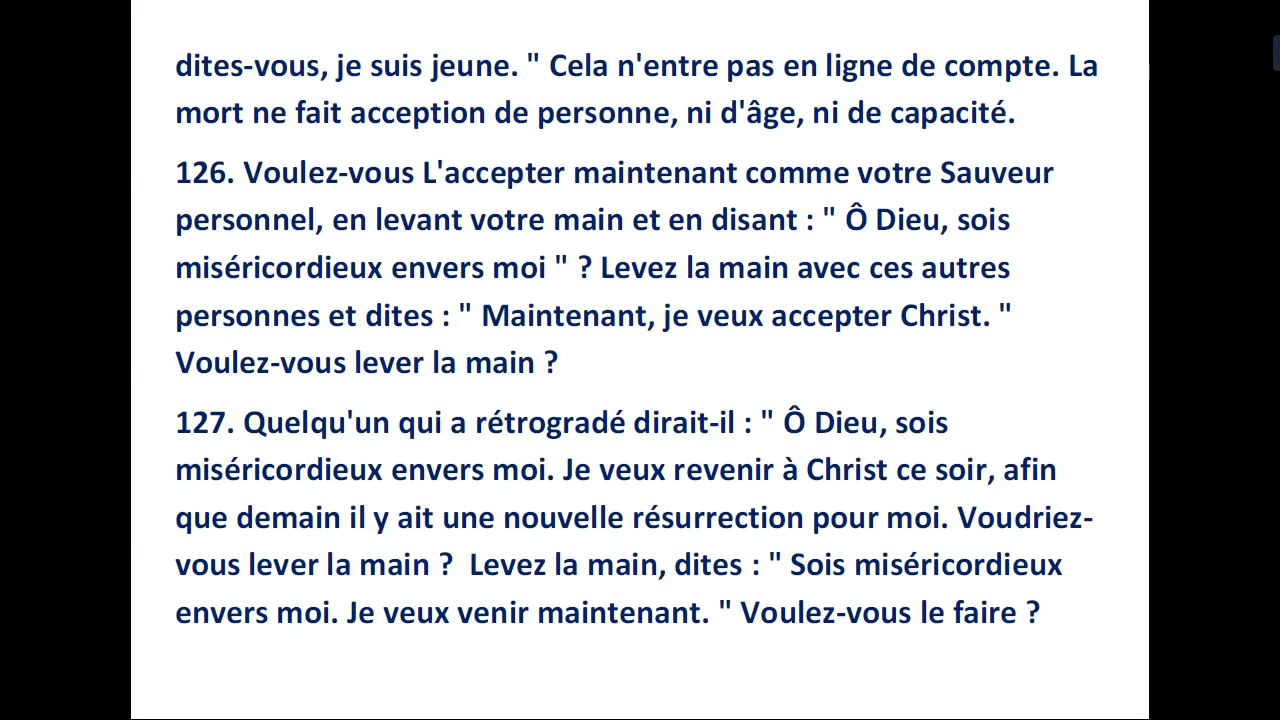 dites-vous, je suis jeune. " Cela n'entre pas en ligne de compte. La
mort ne fait acception de personne, ni d'âge, ni de capacité.
126. Voulez-vous L'accepter maintenant comme votre Sauveur
personnel, en levant votre main et en disant : " Ô Dieu, sois
miséricordieux envers moi " ? Levez la main avec ces autres
personnes et dites : " Maintenant, je veux accepter Christ. "
Voulez-vous lever la main ?
127. Quelqu'un qui a rétrogradé dirait-il : " Ô Dieu, sois
miséricordieux envers moi. Je veux revenir à Christ ce soir, afin
que demain il y ait une nouvelle résurrection pour moi. Voudriez-
vous lever la main ?  Levez la main, dites : " Sois miséricordieux
envers moi. Je veux venir maintenant. " Voulez-vous le faire ?